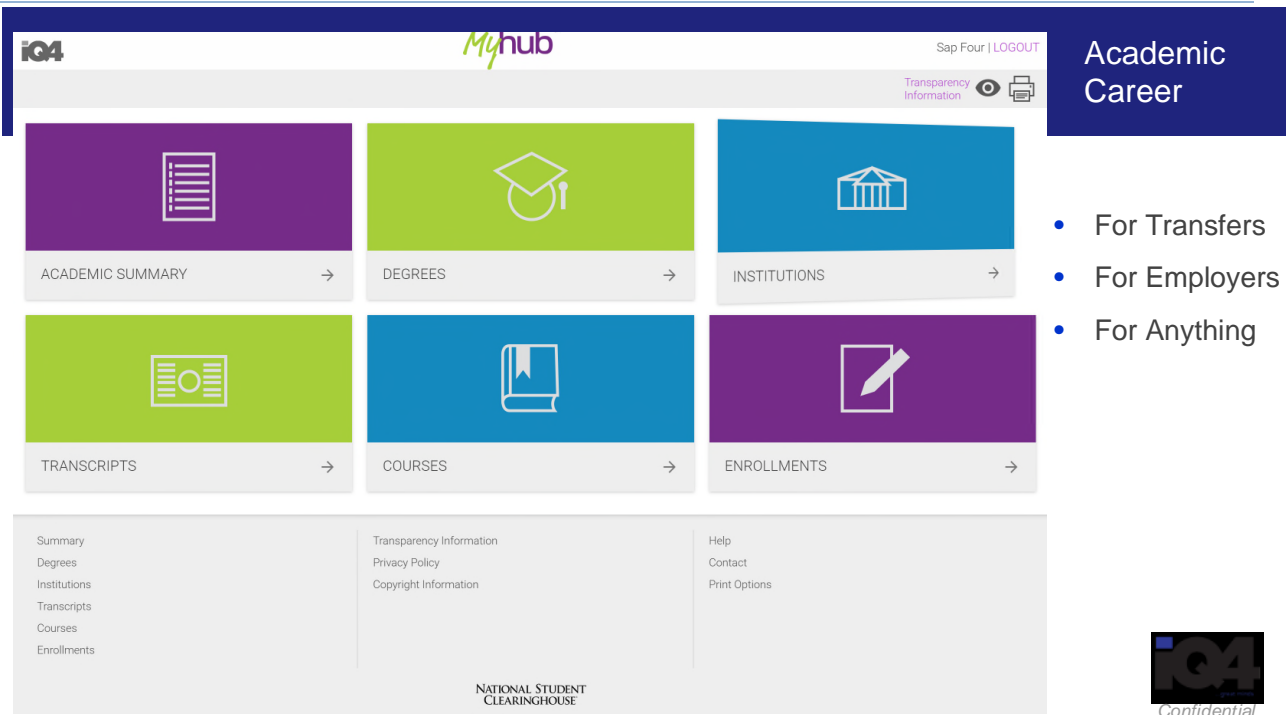 iQ4
Myhub
Sap Four | LOGOUT
Transparency
Information
Academic
Career
ACADEMIC SUMMARY
DEGREES
INSTITUTIONS
TRANSCRIPTS
COURSES
ENROLLMENTS
• For Transfers
• For Employers
• For Anything
Summary
Degrees
Institutions
Transcripts
Courses
Enrollments
Transparency Information
Privacy Policy
Copyright Information
Help
Contact
Print Options
NATIONAL STUDENT
CLEARINGHOUSE
iQ4
Confidential